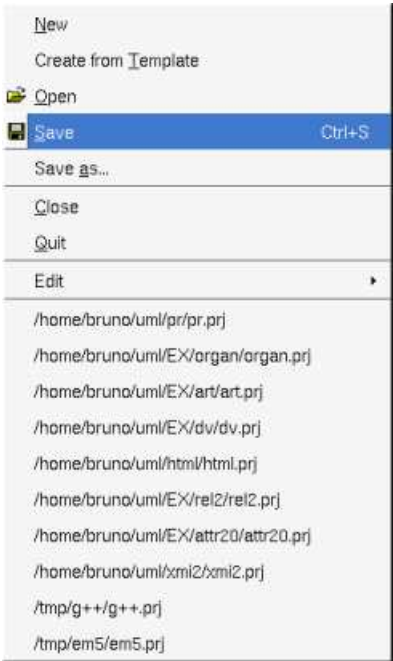 New
Create from Template
Open
Save Ctrl+S
Save as...
Close
Quit
Edit
/home/bruno/uml/pr/pr.prj
/home/bruno/uml/EX/organ/organ.prj
/home/bruno/uml/EX/art/art.prj
/home/bruno/uml/EX/dv/dv.prj
/home/bruno/uml/html/html.prj
/home/bruno/uml/EX/rel2/rel2.prj
/home/bruno/uml/EX/attr20/attr20.prj
/home/bruno/uml/xmi2/xmi2.prj
/tmp/g++/g++.prj
/tmp/em5/em5.prj